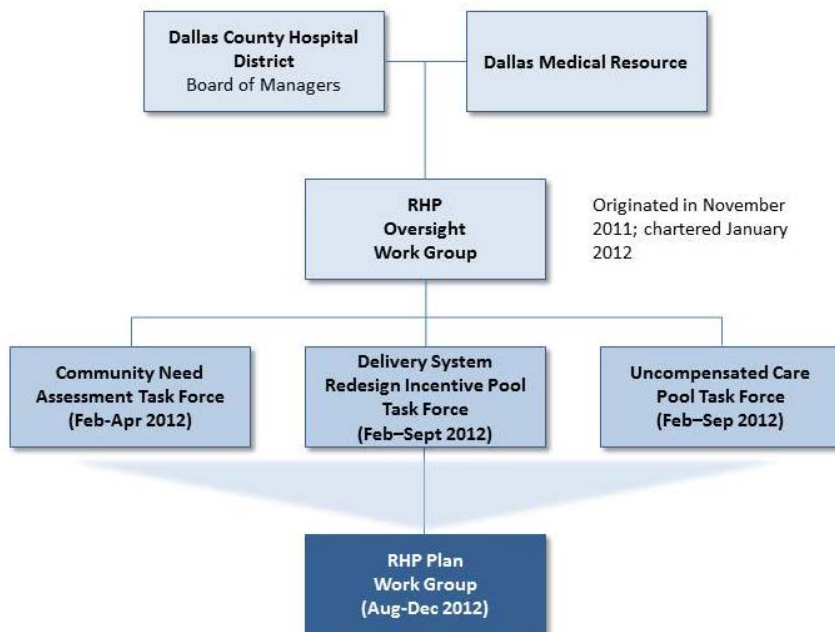 Dallas County Hospital
District
Board of Managers
Dallas Medical Resource
RHP
Oversight
Work Group
Originated in November
2011; chartered January
2012
Community Need
Assessment Task Force
(Feb-Apr 2012)
Delivery System
Redesign Incentive Pool
Task Force
(Feb–Sept 2012)
Uncompensated Care
Pool Task Force
(Feb–Sep 2012)
RHP Plan
Work Group
(Aug-Dec 2012)